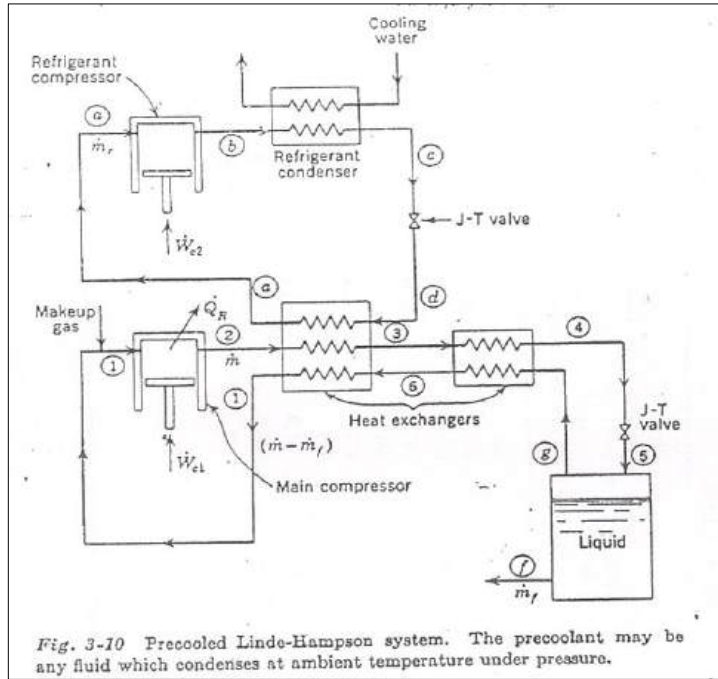 Cooling
water
Refrigerant
compressor
a
ṁr
b
Refrigerant
condenser
c
J-T valve
Ẇc2
a
d
Makeup
gas
Q̇R
2
3
4
1
ṁ
1
6
J-T
valve
Heat exchangers
(ṁ − ṁf)
g
5
Ẇc1
Main compressor
Liquid
f
ṁf
Fig. 3-10 Precooled Linde-Hampson system. The precoolant may be
any fluid which condenses at ambient temperature under pressure.